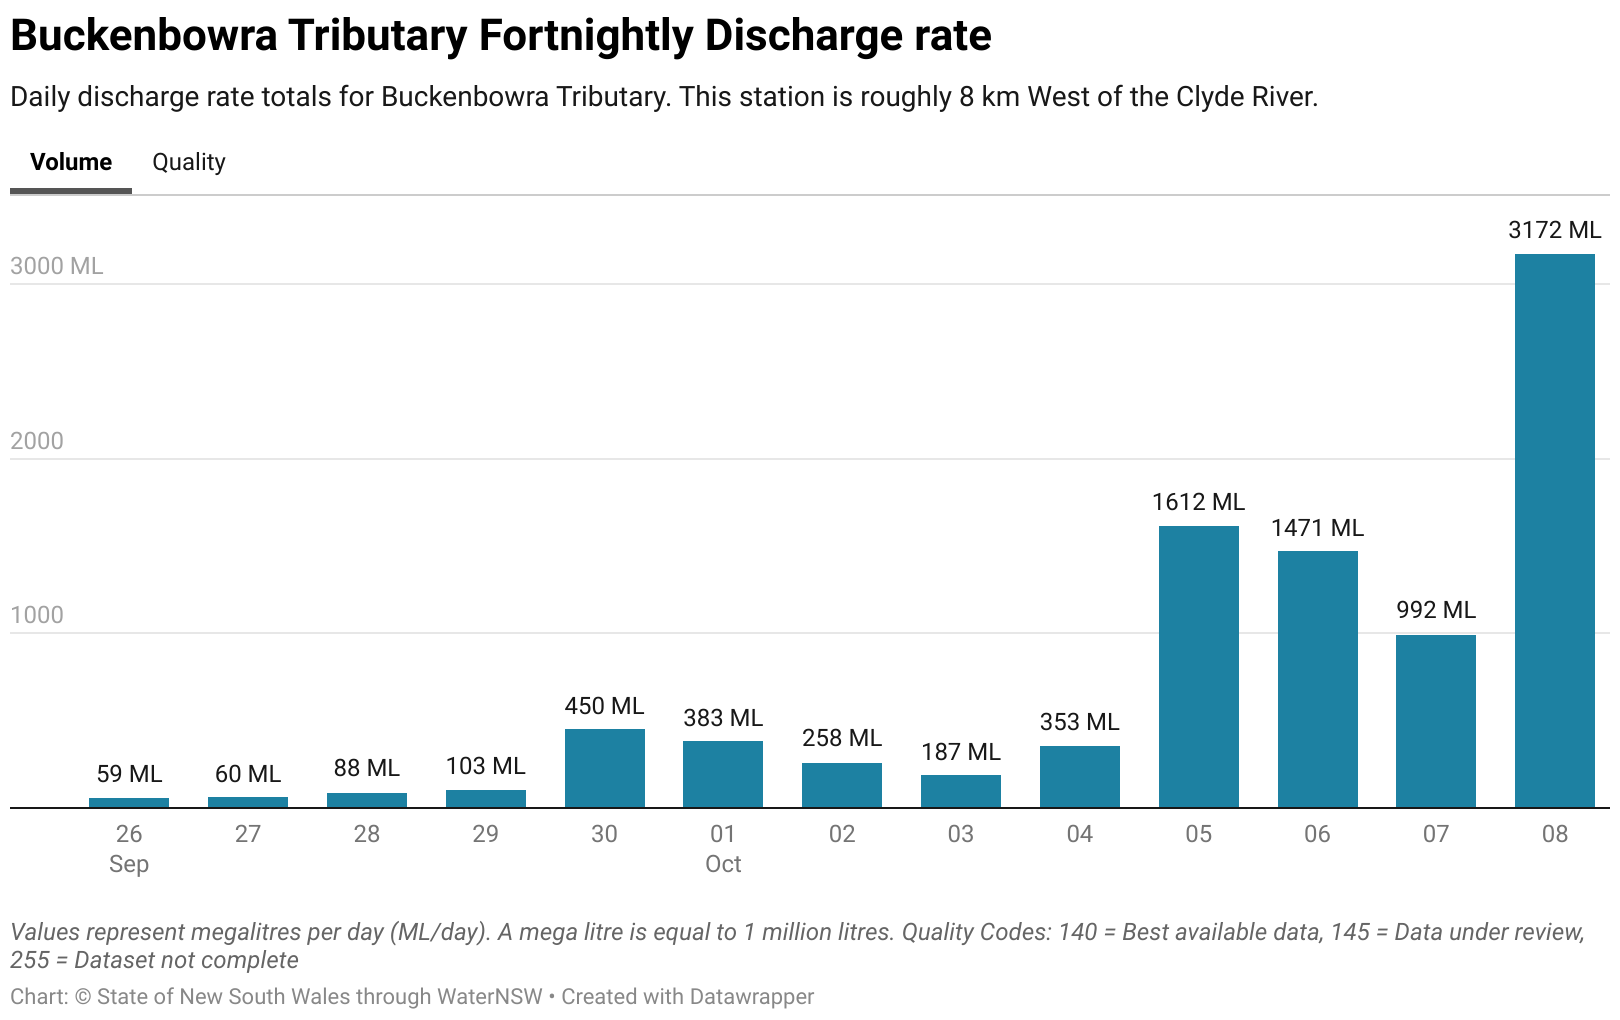 Buckenbowra Tributary Fortnightly Discharge rate
Daily discharge rate totals for Buckenbowra Tributary. This station is roughly 8 km West of the Clyde River.
Volume Quality
3172 ML
3000 ML
2000
1612 ML
1471 ML
1000
992 ML
450 ML
383 ML
353 ML
258 ML
187 ML
103 ML
88 ML
59 ML 60 ML
26 27 28 29 30 01 02 03 04 05 06 07 08
Sep Oct
Values represent megalitres per day (ML/day). A mega litre is equal to 1 million litres. Quality Codes: 140 = Best available data, 145 = Data under review,
255 = Dataset not complete
Chart: © State of New South Wales through WaterNSW • Created with Datawrapper